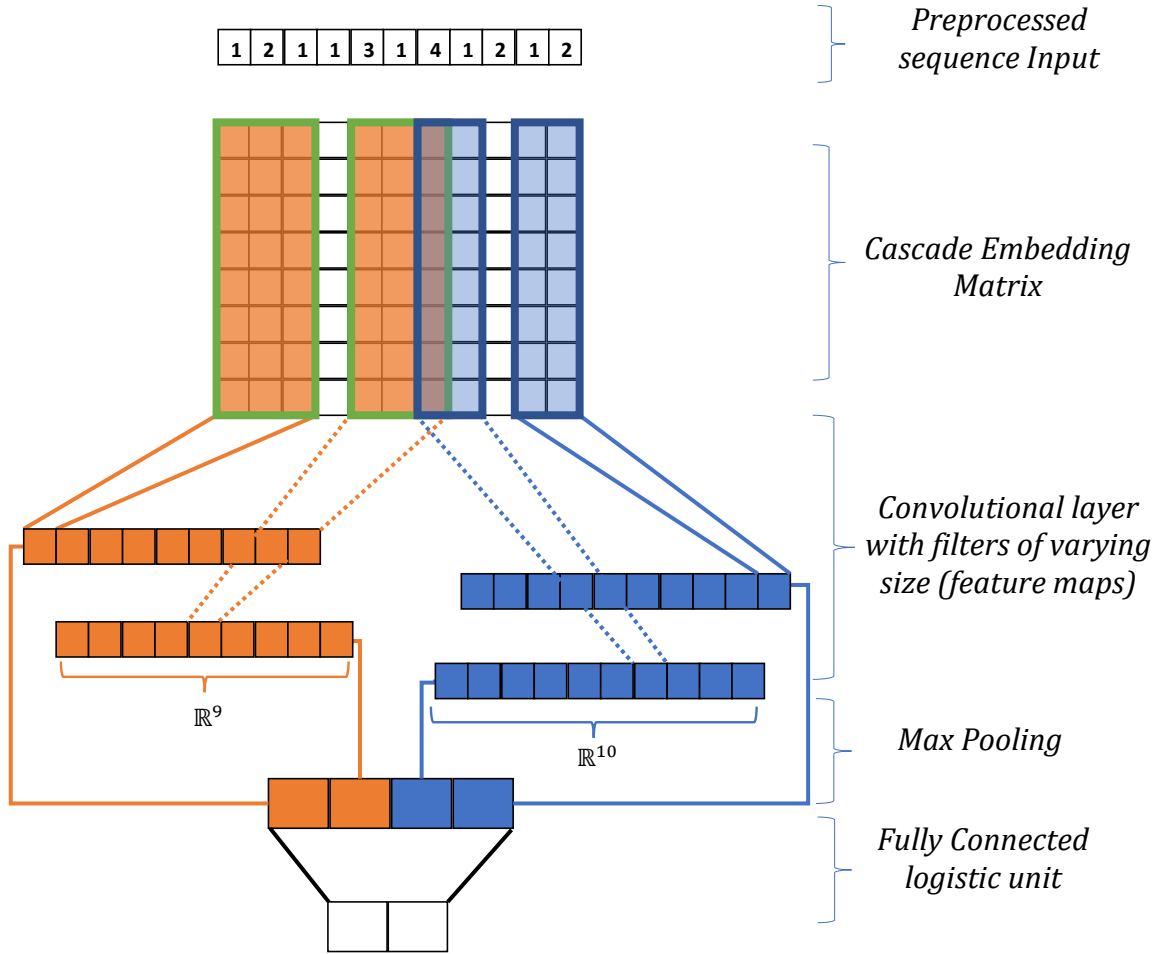 Preprocessed
sequence Input
1 2 1 1 3 1 4 1 2 1 2
Cascade Embedding
Matrix
Convolutional layer
with filters of varying
size (feature maps)
ℝ⁹
ℝ¹⁰
Max Pooling
Fully Connected
logistic unit